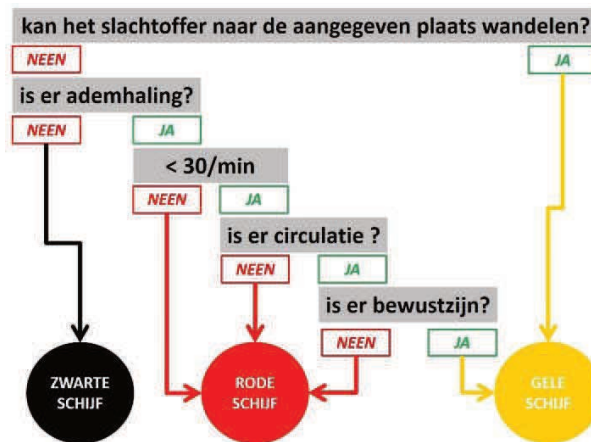 kan het slachtoffer naar de aangegeven plaats wandelen?
NEEN
JA
is er ademhaling?
NEEN
JA
< 30/min
NEEN
JA
is er circulatie ?
NEEN
JA
is er bewustzijn?
NEEN
JA
ZWARTE
SCHIJF
RODE
SCHIJF
GELE
SCHIJF